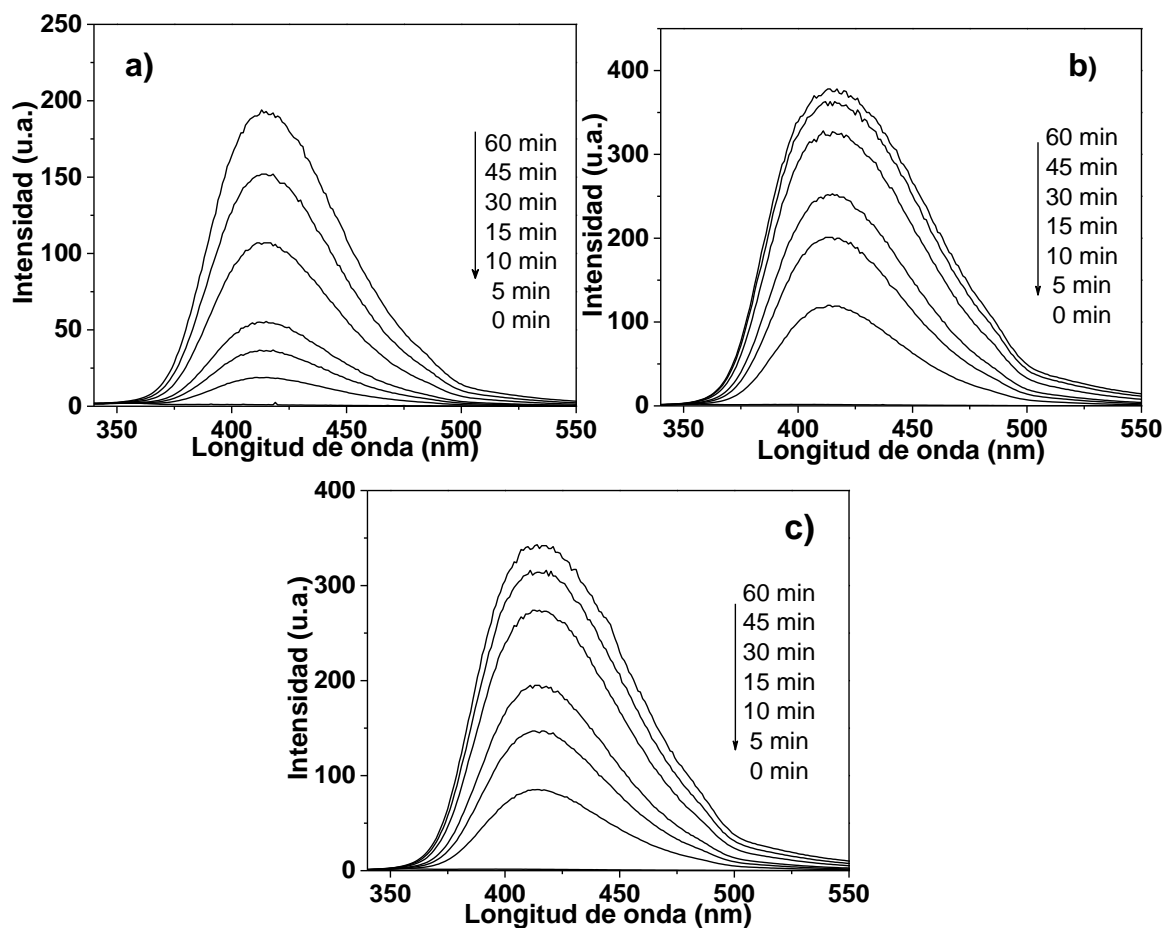 a)
250
200
150
100
50
0
Intensidad (u.a.)
60 min
45 min
30 min
15 min
10 min
5 min
0 min
350
400
450
500
550
Longitud de onda (nm)
b)
400
300
200
100
0
Intensidad (u.a.)
60 min
45 min
30 min
15 min
10 min
5 min
0 min
350
400
450
500
550
Longitud de onda (nm)
c)
400
300
200
100
0
Intensidad (u.a.)
60 min
45 min
30 min
15 min
10 min
5 min
0 min
350
400
450
500
550
Longitud de onda (nm)